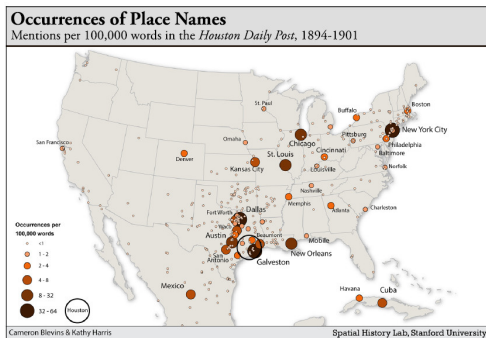 Occurrences of Place Names
Mentions per 100,000 words in the Houston Daily Post, 1894-1901
Boston
Buffalo
St. Paul
New York City
Pittsburg
Chicago
Omaha
San Francisco
Philadelphia
Cincinnati
Baltimore
St. Louis
Denver
Kansas City
Louisville
Norfolk
Nashville
Memphis
Atlanta
Charleston
Fort Worth
Dallas
Waco
Occurrences per
100,000 words
<1
1 - 2
2 - 4
4 - 8
8 - 32
32 - 64
Houston
Austin
Beaumont
Mobile
San
Antonio
New Orleans
Galveston
Mexico
Havana
Cuba
Cameron Blevins & Kathy Harris
Spatial History Lab, Stanford University